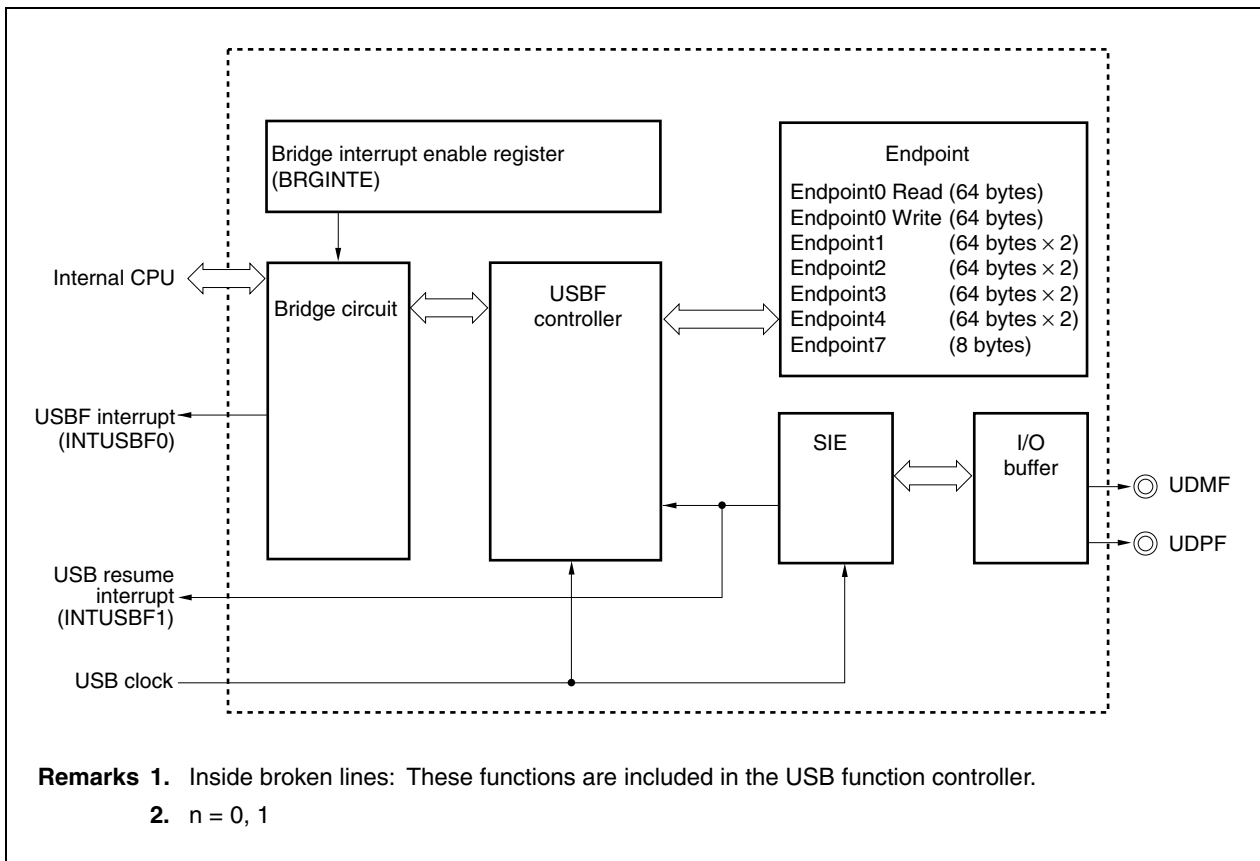 Bridge interrupt enable register
(BRGINTE)
Endpoint
Endpoint0 Read (64 bytes)
Endpoint0 Write (64 bytes)
Endpoint1 (64 bytes × 2)
Endpoint2 (64 bytes × 2)
Endpoint3 (64 bytes × 2)
Endpoint4 (64 bytes × 2)
Endpoint7 (8 bytes)
Internal CPU
Bridge circuit
USBF
controller
USBF interrupt
(INTUSBF0)
SIE
I/O
buffer
UDMF
UDPF
USB resume
interrupt
(INTUSBF1)
USB clock
Remarks 1. Inside broken lines: These functions are included in the USB function controller.
2. n = 0, 1